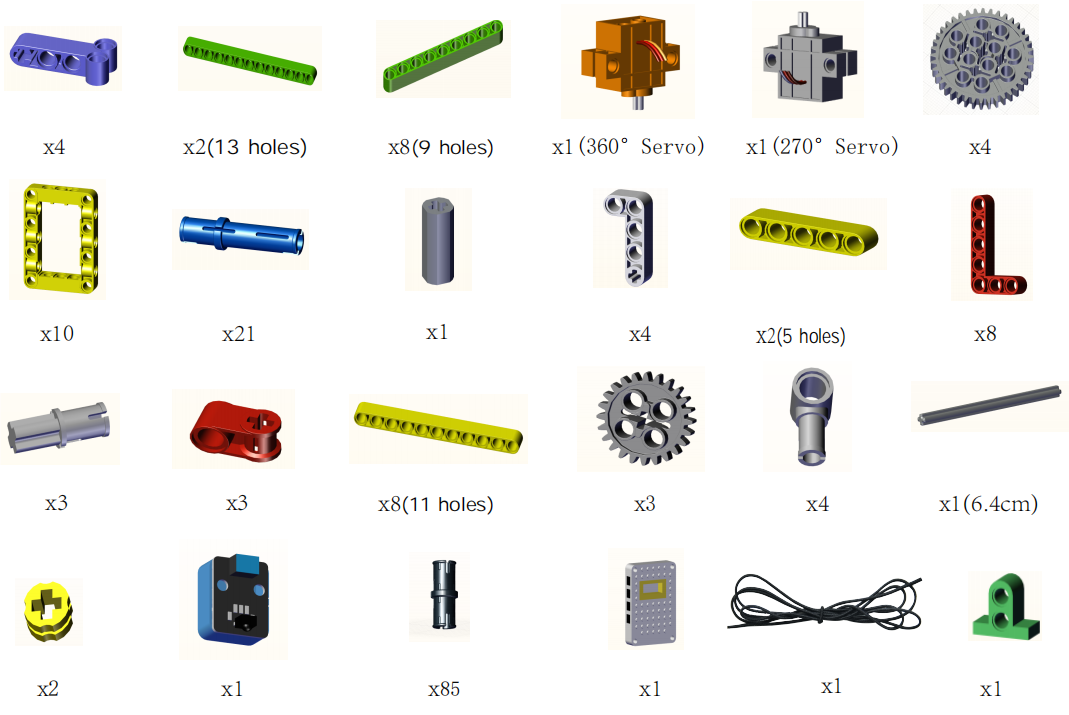 x4
x2(13 holes)
x8(9 holes)
x1(360° Servo)
x1(270° Servo)
x4
x10
x21
x1
x4
x2(5 holes)
x8
x3
x3
x8(11 holes)
x3
x4
x1(6.4cm)
x2
x1
x85
x1
x1
x1